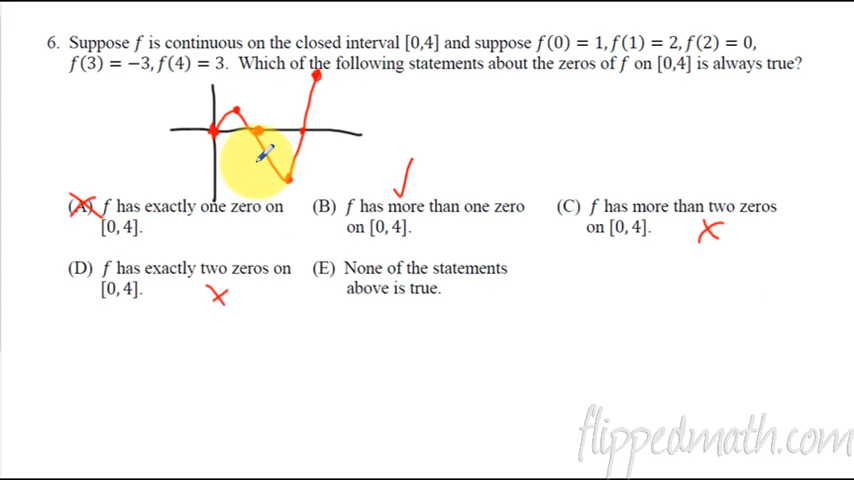 6. Suppose f is continuous on the closed interval [0,4] and suppose f(0) = 1, f(1) = 2, f(2) = 0,
f(3) = −3, f(4) = 3. Which of the following statements about the zeros of f on [0,4] is always true?
(A) f has exactly one zero on
[0, 4].
(B) f has more than one zero
on [0, 4].
(C) f has more than two zeros
on [0, 4].
(D) f has exactly two zeros on
[0, 4].
(E) None of the statements
above is true.
flippedmath.com